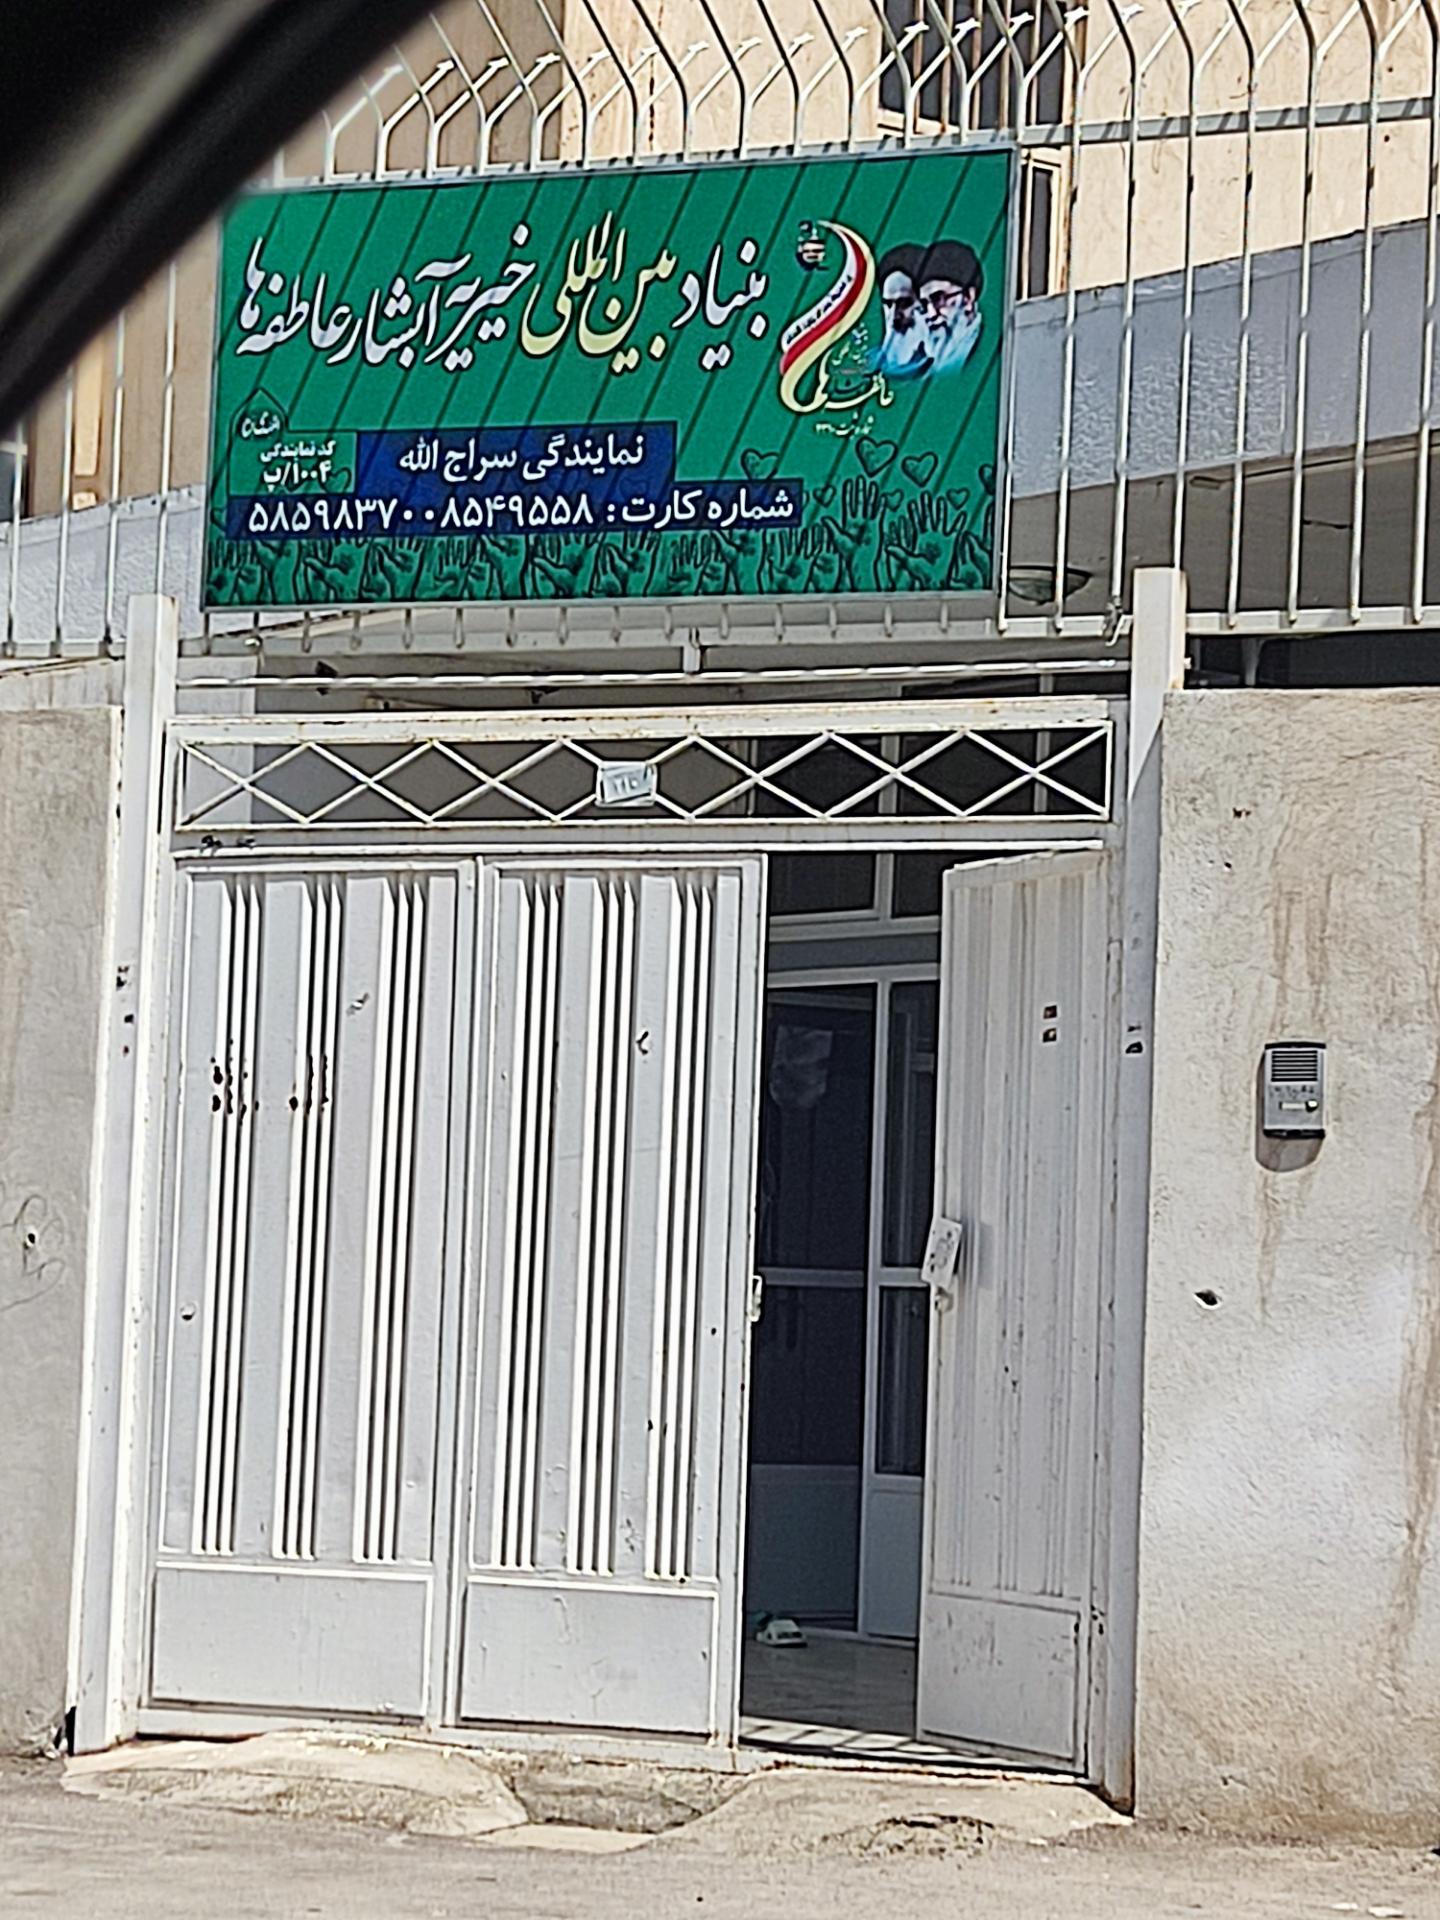 بنیاد بین‌المللی خیریه آبشار عاطفه‌ها
نمایندگی سراج الله
کد نمایندگی
۱۰۰۴/پ
شماره کارت: ۵۸۵۹۸۳۷۰۰۸۵۴۹۵۵۸